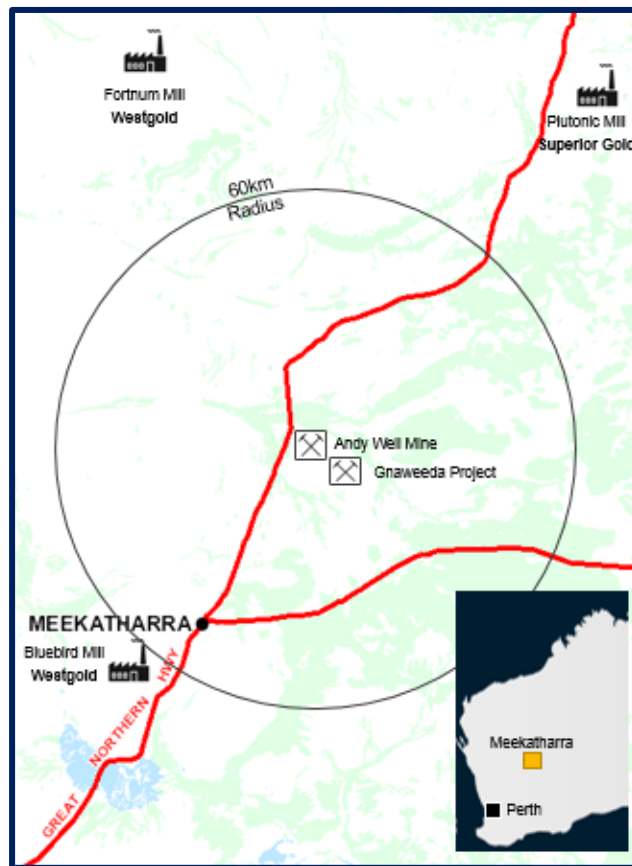 Fortnum Mill
Westgold
Plutonic Mill
Superior Gold
60km
Radius
Andy Well Mine
Gnaweeda Project
MEEKATHARRA
Bluebird Mill
Westgold
GREAT NORTHERN HWY
Meekatharra
Perth